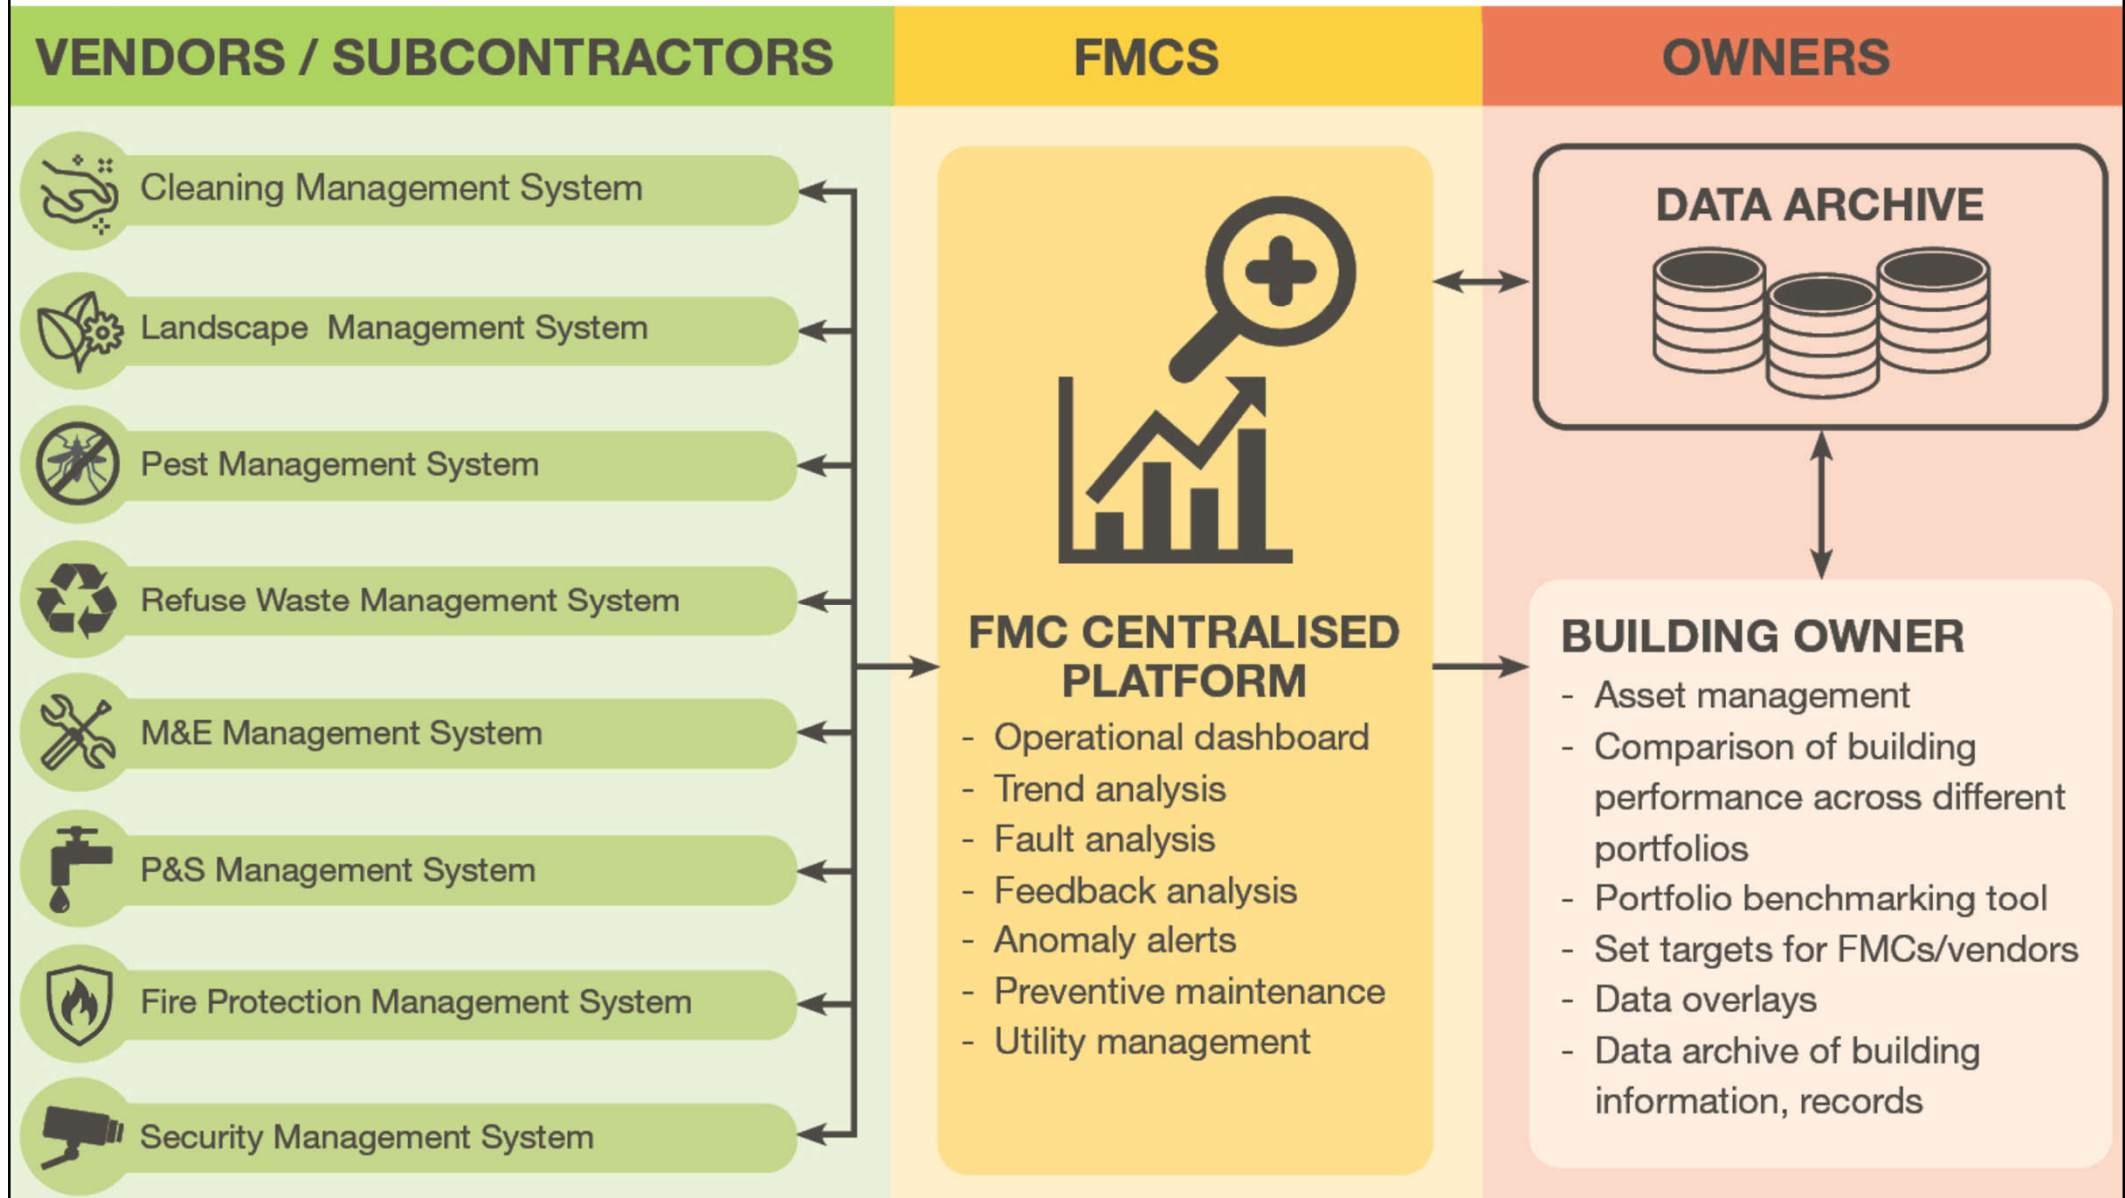 VENDORS / SUBCONTRACTORS
Cleaning Management System
Landscape Management System
Pest Management System
Refuse Waste Management System
M&E Management System
P&S Management System
Fire Protection Management System
Security Management System
FMCS
FMC CENTRALISED
PLATFORM
- Operational dashboard
- Trend analysis
- Fault analysis
- Feedback analysis
- Anomaly alerts
- Preventive maintenance
- Utility management
OWNERS
DATA ARCHIVE
BUILDING OWNER
- Asset management
- Comparison of building
performance across different
portfolios
- Portfolio benchmarking tool
- Set targets for FMCs/vendors
- Data overlays
- Data archive of building
information, records